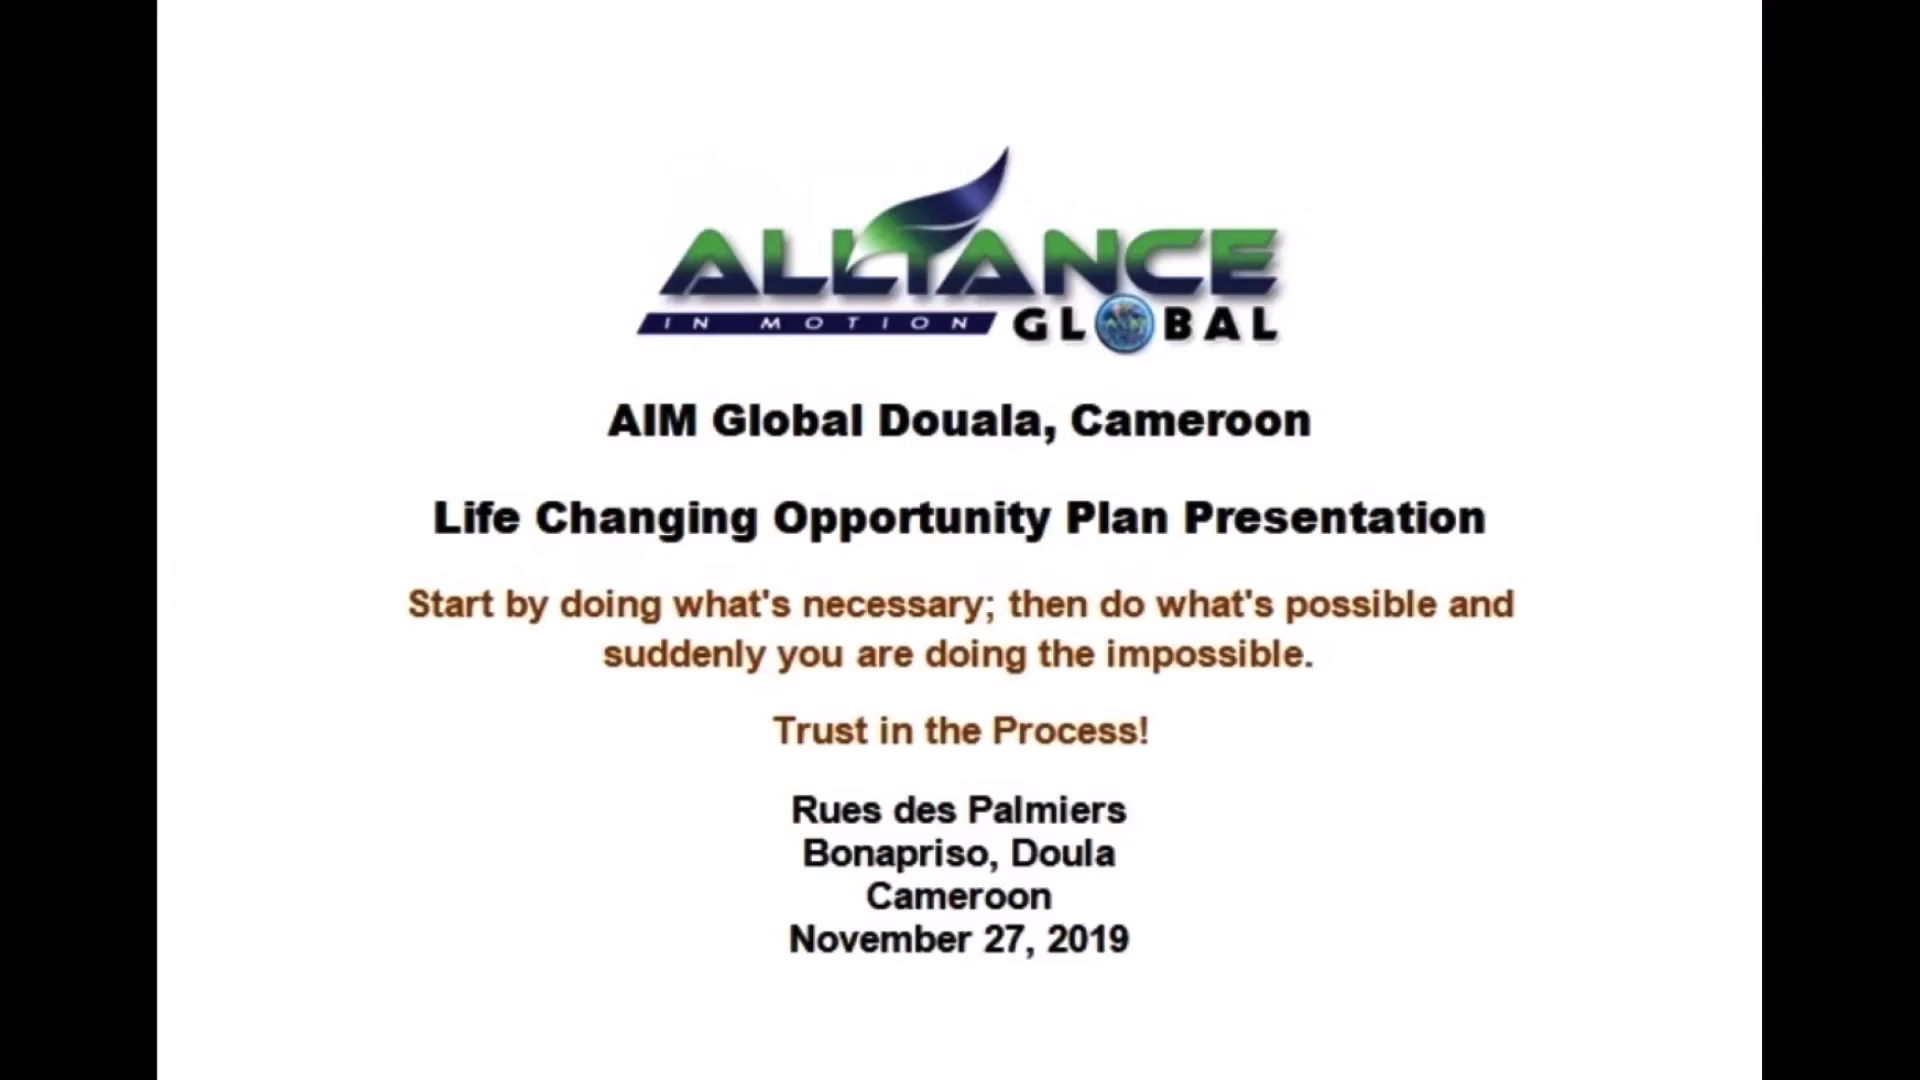 ALLIANCE
IN MOTION GLOBAL
AIM Global Douala, Cameroon
Life Changing Opportunity Plan Presentation
Start by doing what's necessary; then do what's possible and
suddenly you are doing the impossible.
Trust in the Process!
Rues des Palmiers
Bonapriso, Doula
Cameroon
November 27, 2019